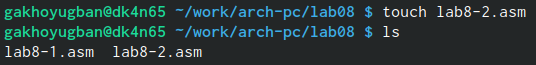 gakhoyugban@dk4n65 ~/work/arch-pc/lab08 $ touch lab8-2.asm
gakhoyugban@dk4n65 ~/work/arch-pc/lab08 $ ls
lab8-1.asm  lab8-2.asm